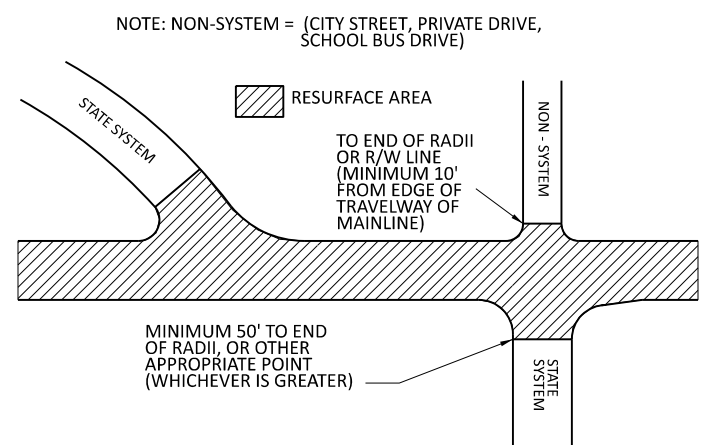 NOTE: NON-SYSTEM = (CITY STREET, PRIVATE DRIVE,
SCHOOL BUS DRIVE)
STATE SYSTEM
RESURFACE AREA
NON - SYSTEM
TO END OF RADII
OR R/W LINE
(MINIMUM 10'
FROM EDGE OF
TRAVELWAY OF
MAINLINE)
MINIMUM 50' TO END
OF RADII, OR OTHER
APPROPRIATE POINT
(WHICHEVER IS GREATER)
STATE
SYSTEM